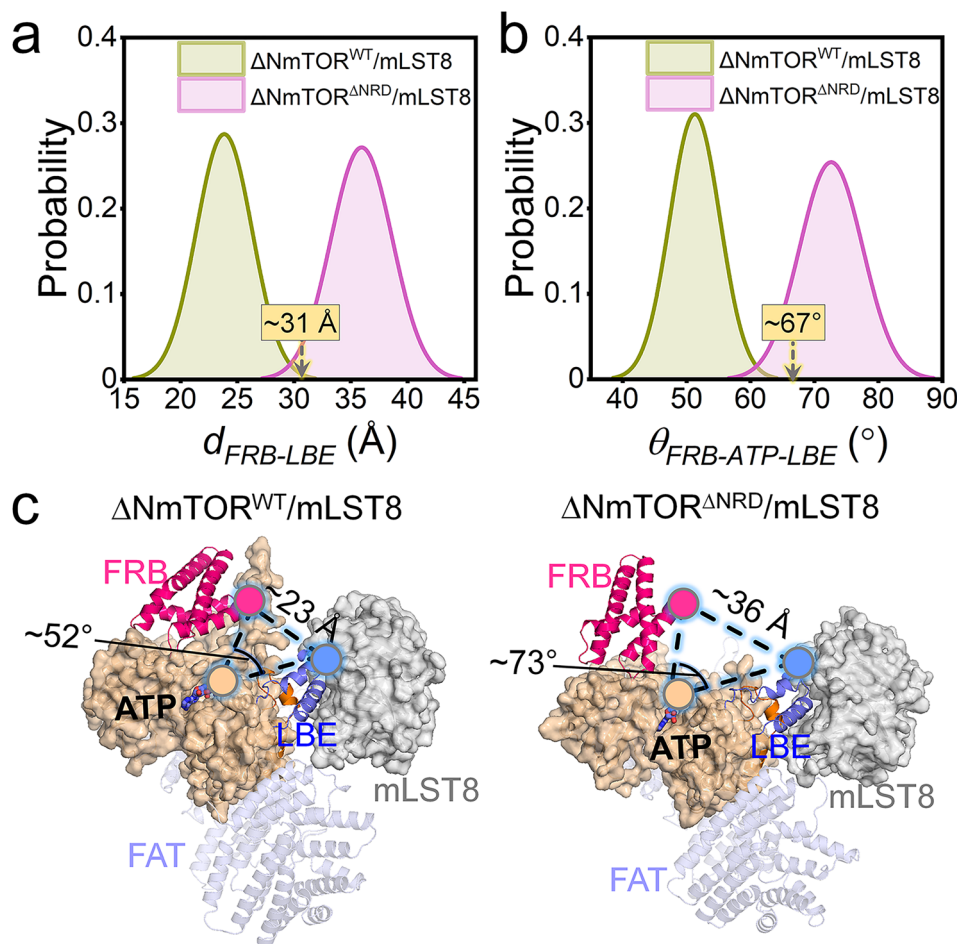 a
0.4
0.3
0.2
0.1
0
Probability
ΔNmTOR^WT/mLST8
ΔNmTOR^ΔNRD/mLST8
~31 Å
15 20 25 30 35 40 45
d_FRB-LBE (Å)
b
0.4
0.3
0.2
0.1
0
Probability
ΔNmTOR^WT/mLST8
ΔNmTOR^ΔNRD/mLST8
~67°
40 50 60 70 80 90
θ_FRB-ATP-LBE (°)
c
ΔNmTOR^WT/mLST8
FRB
~23 Å
~52°
ATP
LBE
mLST8
FAT
ΔNmTOR^ΔNRD/mLST8
FRB
~36 Å
~73°
ATP
LBE
mLST8
FAT